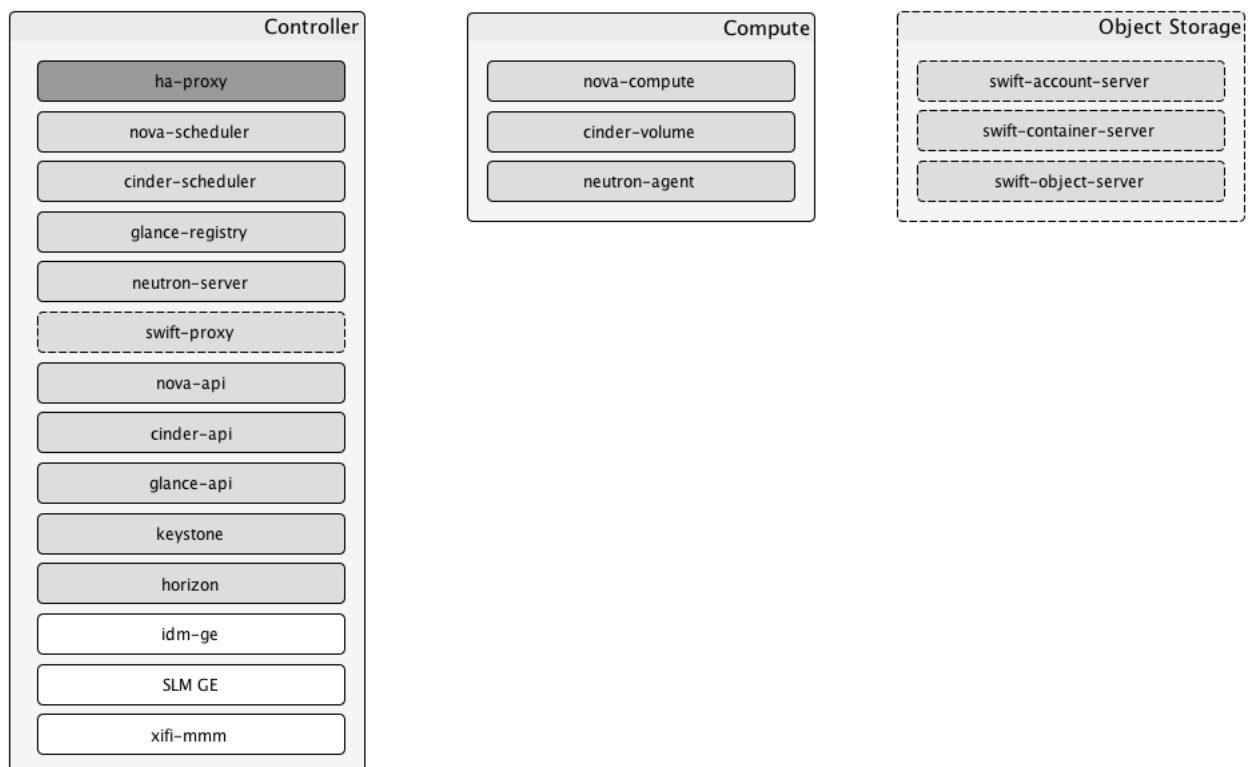 Controller
ha-proxy
nova-scheduler
cinder-scheduler
glance-registry
neutron-server
swift-proxy
nova-api
cinder-api
glance-api
keystone
horizon
idm-ge
SLM GE
xifi-mmm
Compute
nova-compute
cinder-volume
neutron-agent
Object Storage
swift-account-server
swift-container-server
swift-object-server